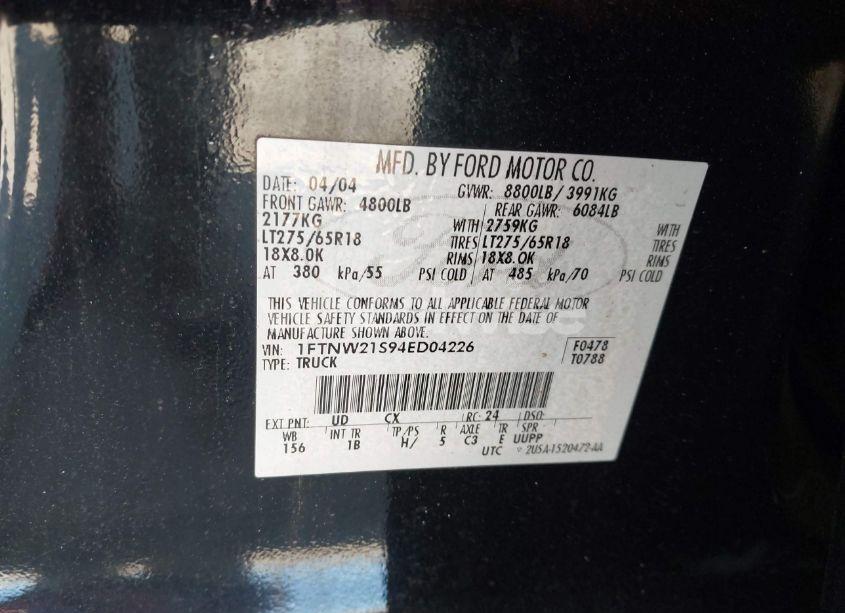 MFD. BY FORD MOTOR CO.
DATE: 04/04 GVWR: 8800LB / 3991KG
FRONT GAWR: 4800LB REAR GAWR: 6084LB
2177KG WITH 2759KG WITH
LT275/65R18 TIRES LT275/65R18 TIRES
18X8.0K RIMS 18X8.0K RIMS
AT 380 kPa/55 PSI COLD AT 485 kPa/70 PSI COLD
THIS VEHICLE CONFORMS TO ALL APPLICABLE FEDERAL MOTOR
VEHICLE SAFETY STANDARDS IN EFFECT ON THE DATE OF
MANUFACTURE SHOWN ABOVE.
VIN: 1FTNW21S94ED04226 F0478
TYPE: TRUCK T0788
EXT PNT: UD CX RC: 24 DSO:
WB INT TR TP/PS R AXLE TR SPR
156 1B H/ 5 C3 E UUPP
UTC 2USA-1520472-AA